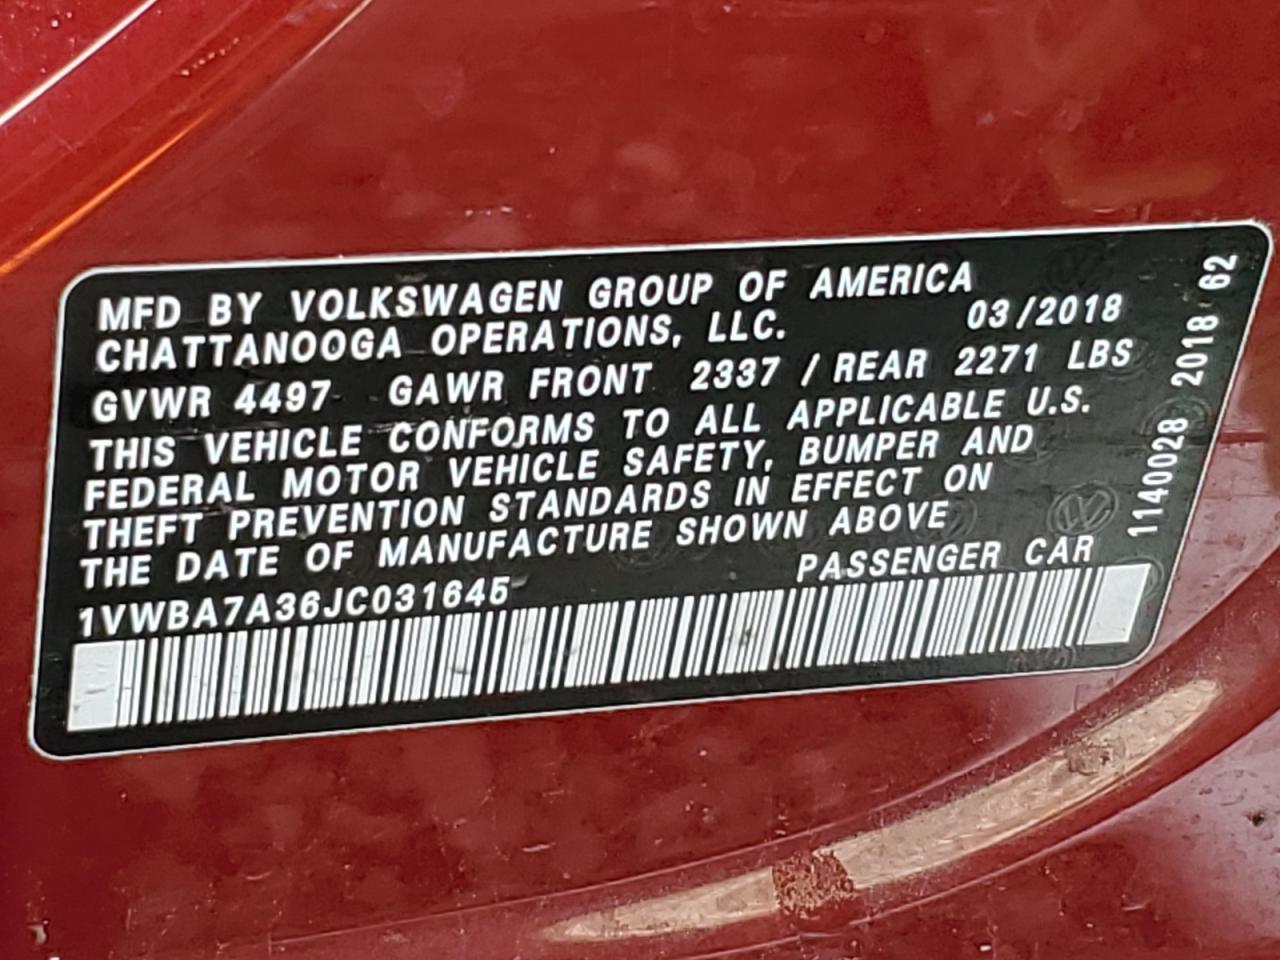 MFD BY VOLKSWAGEN GROUP OF AMERICA
CHATTANOOGA OPERATIONS, LLC. 03/2018
GVWR 4497 GAWR FRONT 2337 / REAR 2271 LBS
THIS VEHICLE CONFORMS TO ALL APPLICABLE U.S.
FEDERAL MOTOR VEHICLE SAFETY, BUMPER AND
THEFT PREVENTION STANDARDS IN EFFECT ON
THE DATE OF MANUFACTURE SHOWN ABOVE
1VWBA7A36JC031645 PASSENGER CAR
1140028 2018 62